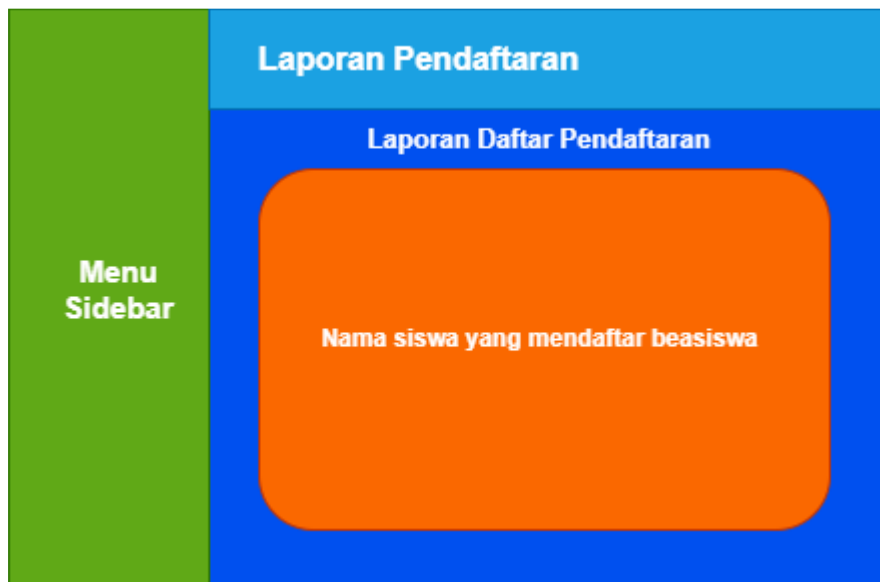 Laporan Pendaftaran
Laporan Daftar Pendaftaran
Menu
Sidebar
Nama siswa yang mendaftar beasiswa